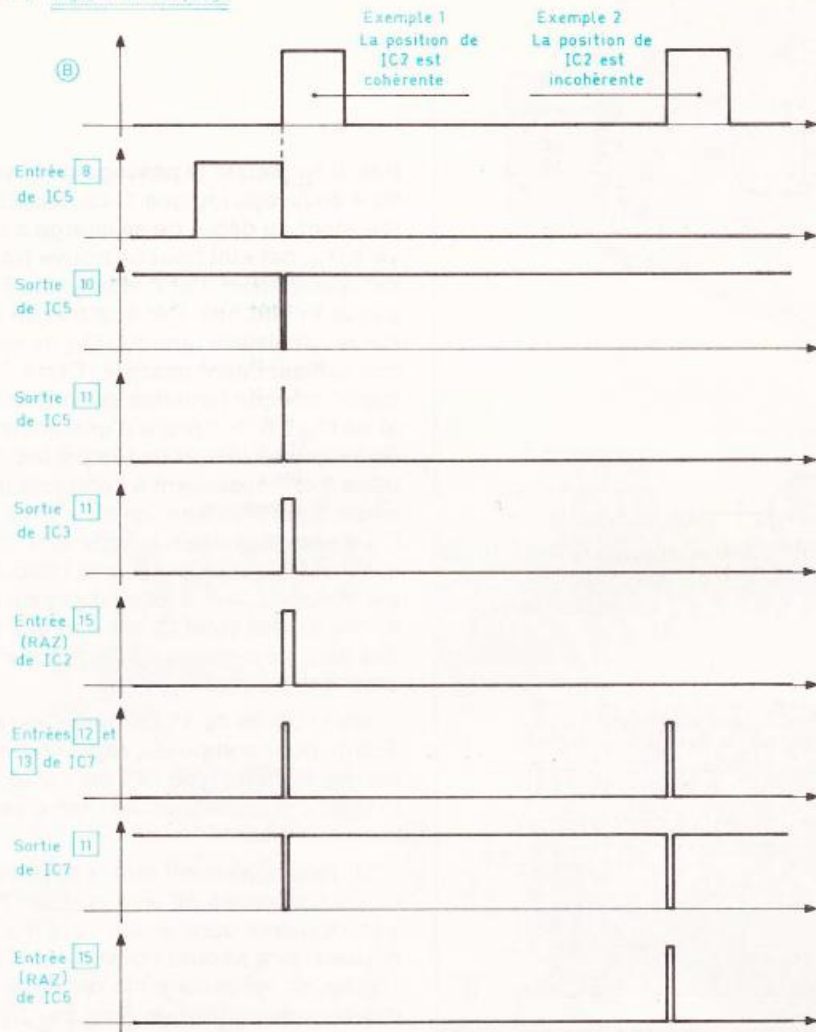 Exemple 1
La position de
IC2 est
cohérente
Exemple 2
La position de
IC2 est
incohérente
B
Entrée 8
de IC5
Sortie 10
de IC5
Sortie 11
de IC5
Sortie 11
de IC3
Entrée 15
(RAZ)
de IC2
Entrées 12 et
13 de IC7
Sortie 11
de IC7
Entrée 15
(RAZ)
de IC6